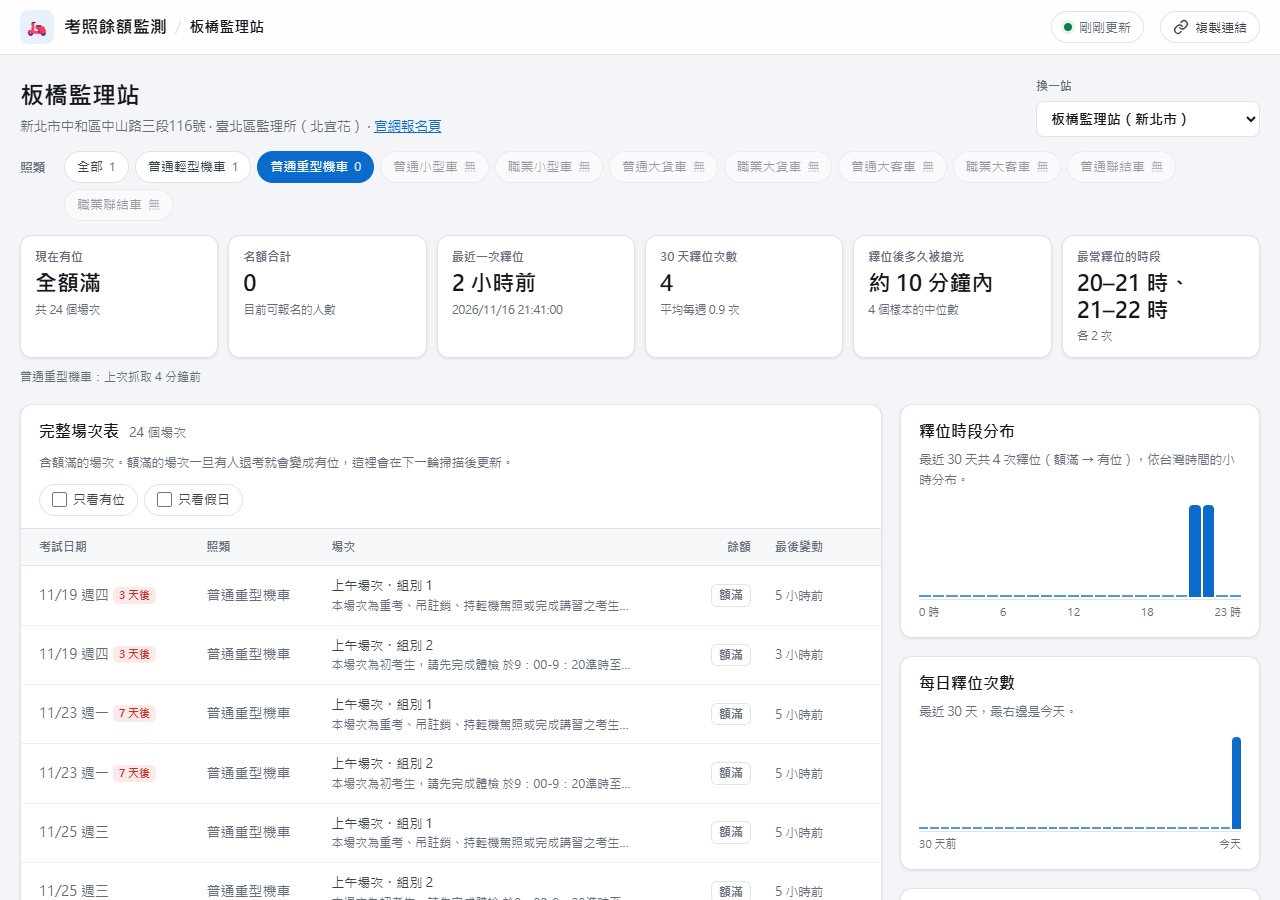 考照餘額監測 / 板橋監理站
剛剛更新
複製連結
板橋監理站
新北市中和區中山路三段116號 · 臺北區監理所（北宜花） · 官網報名頁
換一站
板橋監理站（新北市）
照類
全部 1
普通輕型機車 1
普通重型機車 0
普通小型車 無
職業小型車 無
普通大貨車 無
職業大貨車 無
普通大客車 無
職業大客車 無
普通聯結車 無
職業聯結車 無
現在有位
全額滿
共 24 個場次
名額合計
0
目前可報名的人數
最近一次釋位
2 小時前
2026/11/16 21:41:00
30 天釋位次數
4
平均每週 0.9 次
釋位後多久被搶光
約 10 分鐘內
4 個樣本的中位數
最常釋位的時段
20–21 時、
21–22 時
各 2 次
普通重型機車：上次抓取 4 分鐘前
完整場次表 24 個場次
含額滿的場次。額滿的場次一旦有人退考就會變成有位，這裡會在下一輪掃描後更新。
只看有位
只看假日
考試日期 照類 場次 餘額 最後變動
11/19 週四 3 天後 普通重型機車 上午場次．組別 1 額滿 5 小時前
本場次為重考、吊註銷、持輕機駕照或完成講習之考生...
11/19 週四 3 天後 普通重型機車 上午場次．組別 2 額滿 3 小時前
本場次為初考生，請先完成體檢 於9：00-9：20準時至...
11/23 週一 7 天後 普通重型機車 上午場次．組別 1 額滿 5 小時前
本場次為重考、吊註銷、持輕機駕照或完成講習之考生...
11/23 週一 7 天後 普通重型機車 上午場次．組別 2 額滿 5 小時前
本場次為初考生，請先完成體檢 於9：00-9：20準時至...
11/25 週三 普通重型機車 上午場次．組別 1 額滿 5 小時前
本場次為重考、吊註銷、持輕機駕照或完成講習之考生...
11/25 週三 普通重型機車 上午場次．組別 2 額滿 5 小時前
釋位時段分布
最近 30 天共 4 次釋位（額滿 → 有位），依台灣時間的小
時分布。
0 時 6 12 18 23 時
每日釋位次數
最近 30 天，最右邊是今天。
30 天前 今天